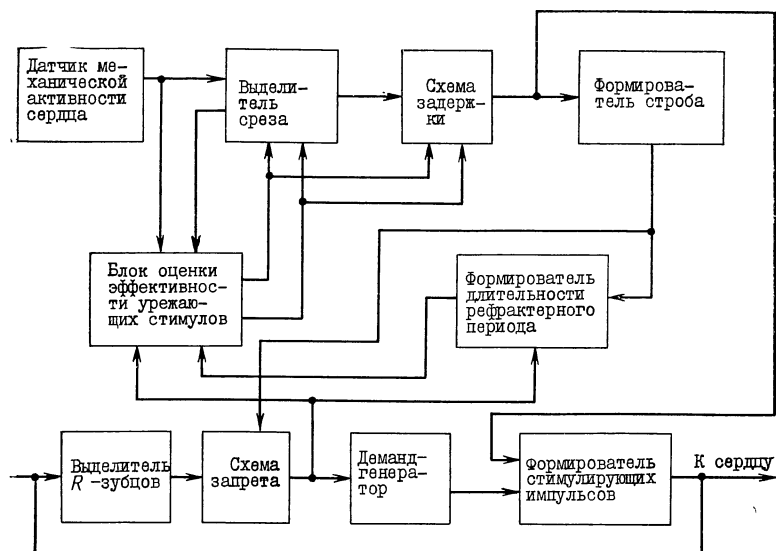 Датчик ме-
ханической
активности
сердца
Выдели-
тель
среза
Схема
задерж-
ки
Формирова-
тель строба
Блок оценки
эффективнос-
ти урежаю-
щих стимулов
Формирователь
длительности
рефрактерного
периода
Выделитель
R-зубцов
Схема
запрета
Деманд-
генера-
тор
Формирователь
стимулирующих
импульсов
К сердцу